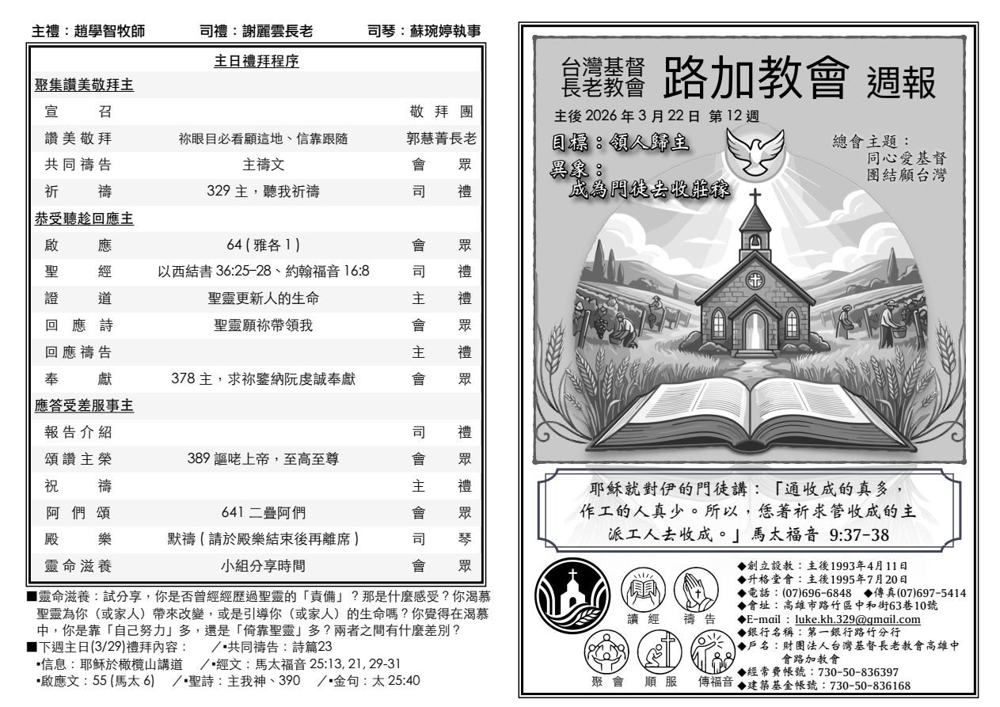 主禮：趙學智牧師 司禮：謝麗雲長老 司琴：蘇琬婷執事
主日禮拜程序
聚集讚美敬拜主
宣召 敬拜團
讚美敬拜 祢眼目必看顧這地、信靠跟隨 郭慧菁長老
共同禱告 主禱文 會眾
祈禱 329 主，聽我祈禱 司禮
恭受聽趁回應主
啟應 64 ( 雅各 1 ) 會眾
聖經 以西結書 36:25–28、約翰福音 16:8 司禮
證道 聖靈更新人的生命 主禮
回應詩 聖靈願祢帶領我 會眾
回應禱告 主禮
奉獻 378 主，求祢鑒納阮虔誠奉獻 會眾
應答受差服事主
報告介紹 司禮
頌讚主榮 389 謳咾上帝，至高至尊 會眾
祝禱 主禮
阿們頌 641 二疊阿們 會眾
殿樂 默禱 ( 請於殿樂結束後再離席 ) 司琴
靈命滋養 小組分享時間 會眾
■靈命滋養：試分享，你是否曾經經歷過聖靈的「責備」？那是什麼感受？你渴慕
聖靈為你（或家人）帶來改變，或是引導你（或家人）的生命嗎？你覺得在渴慕
中，你是靠「自己努力」多，還是「倚靠聖靈」多？兩者之間有什麼差別？
■下週主日(3/29)禮拜內容： ／▪共同禱告：詩篇23
▪信息：耶穌於橄欖山講道 ／▪經文：馬太福音 25:13, 21, 29-31
▪啟應文：55 (馬太 6) ／▪聖詩：主我神、390 ／▪金句：太 25:40
台灣基督
長老教會 路加教會 週報
主後 2026 年 3 月 22 日 第 12 週
目標：領人歸主
異象：
成為門徒去收莊稼
總會主題：
同心愛基督
團結顧台灣
耶穌就對伊的門徒講：「通收成的真多，
作工的人真少。所以，恁著祈求管收成的主
派工人去收成。」馬太福音 9:37-38
讀經 禱告
聚會 順服 傳福音
◆創立設教：主後1993年4月11日
◆升格堂會：主後1995年7月20日
◆電話：(07)696-6848 ◆傳真(07)697-5414
◆會址：高雄市路竹區中和街63巷10號
◆E-mail：luke.kh.329@gmail.com
◆銀行名稱：第一銀行路竹分行
◆戶名：財團法人台灣基督長老教會高雄中
會路加教會
◆經常費帳號：730-50-836397
◆建築基金帳號：730-50-836168